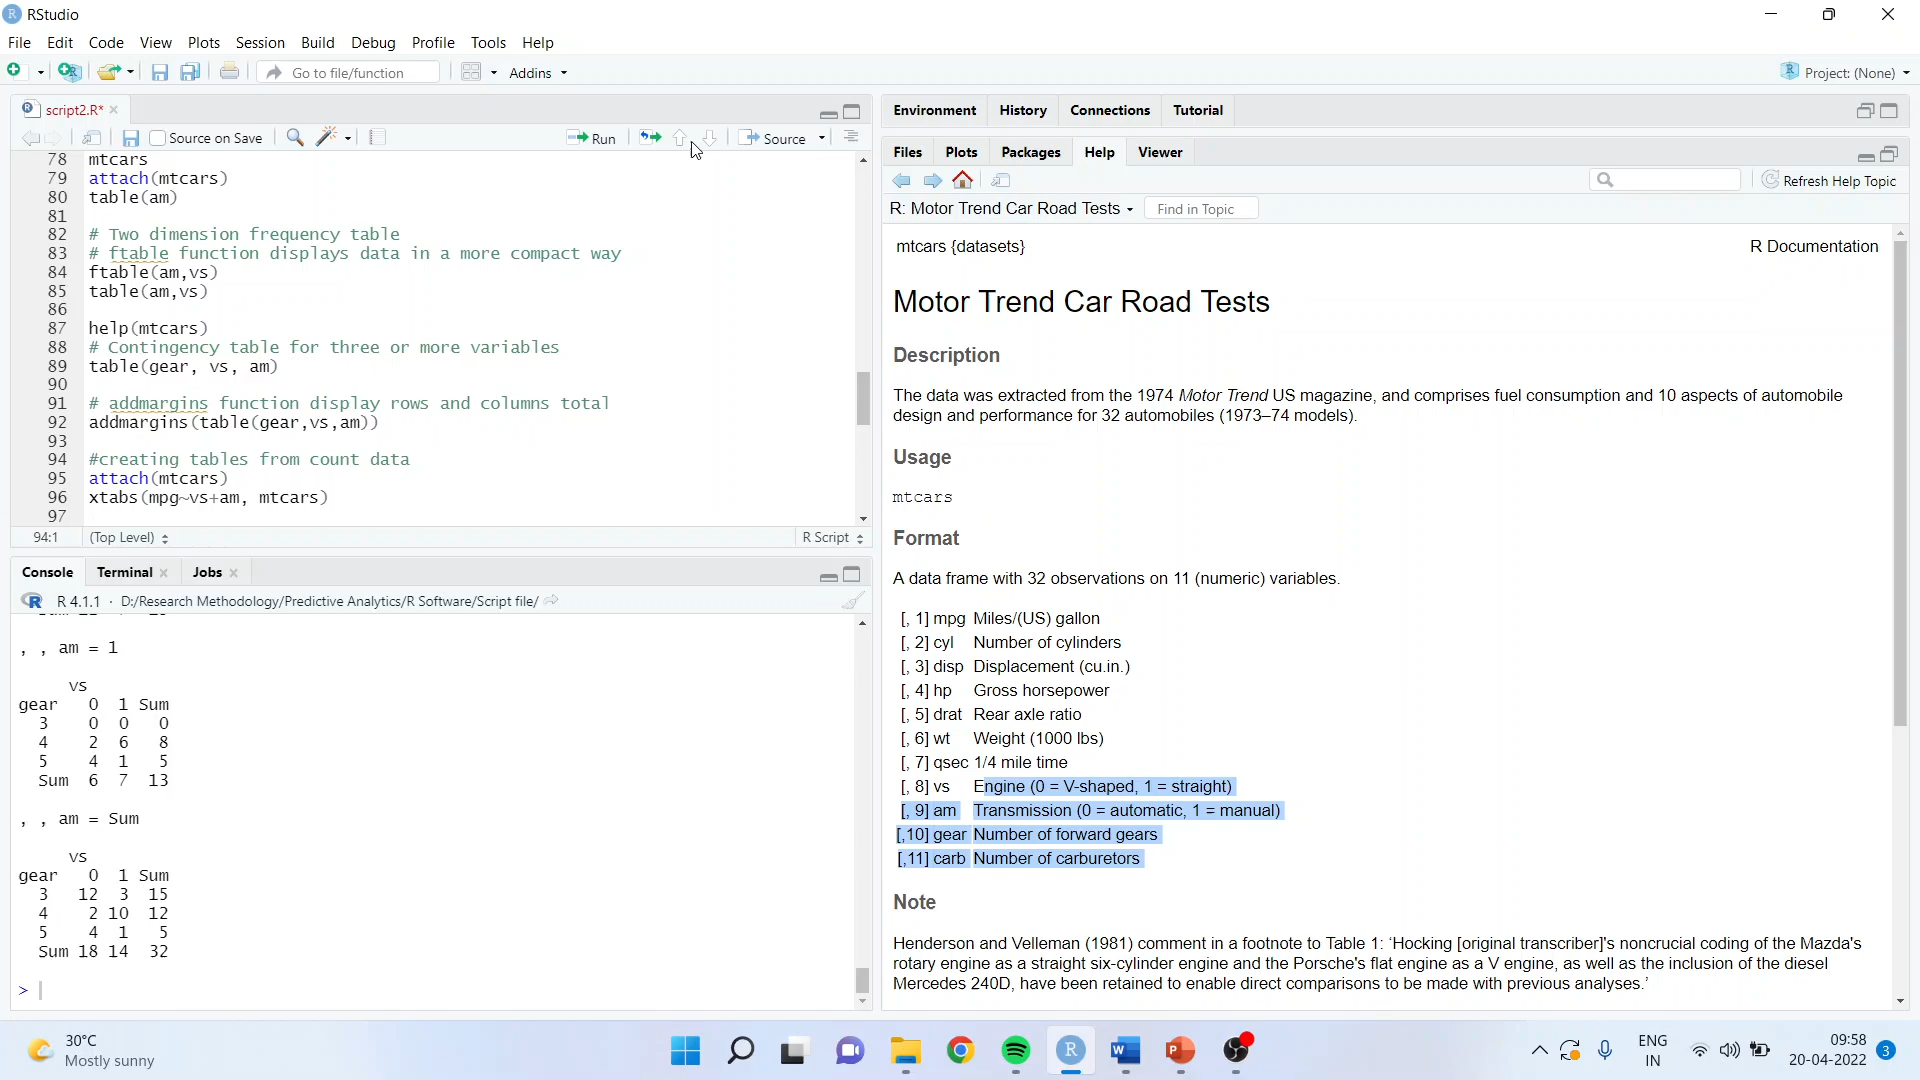 RStudio
File Edit Code View Plots Session Build Debug Profile Tools Help
Go to file/function Addins Project: (None)
script2.R*
Source on Save Run Source
78 mtcars
79 attach(mtcars)
80 table(am)
81
82 # Two dimension frequency table
83 # ftable function displays data in a more compact way
84 ftable(am,vs)
85 table(am,vs)
86
87 help(mtcars)
88 # Contingency table for three or more variables
89 table(gear, vs, am)
90
91 # addmargins function display rows and columns total
92 addmargins(table(gear,vs,am))
93
94 #creating tables from count data
95 attach(mtcars)
96 xtabs(mpg~vs+am, mtcars)
97
94:1 (Top Level) R Script
Console Terminal Jobs
R 4.1.1 · D:/Research Methodology/Predictive Analytics/R Software/Script file/
, , am = 1
vs
gear 0 1 Sum
3 0 0 0
4 2 6 8
5 4 1 5
Sum 6 7 13
, , am = Sum
vs
gear 0 1 Sum
3 12 3 15
4 2 10 12
5 4 1 5
Sum 18 14 32
>
Environment History Connections Tutorial
Files Plots Packages Help Viewer
Refresh Help Topic
R: Motor Trend Car Road Tests Find in Topic
mtcars {datasets} R Documentation
Motor Trend Car Road Tests
Description
The data was extracted from the 1974 Motor Trend US magazine, and comprises fuel consumption and 10 aspects of automobile
design and performance for 32 automobiles (1973–74 models).
Usage
mtcars
Format
A data frame with 32 observations on 11 (numeric) variables.
[, 1] mpg Miles/(US) gallon
[, 2] cyl Number of cylinders
[, 3] disp Displacement (cu.in.)
[, 4] hp Gross horsepower
[, 5] drat Rear axle ratio
[, 6] wt Weight (1000 lbs)
[, 7] qsec 1/4 mile time
[, 8] vs Engine (0 = V-shaped, 1 = straight)
[, 9] am Transmission (0 = automatic, 1 = manual)
[,10] gear Number of forward gears
[,11] carb Number of carburetors
Note
Henderson and Velleman (1981) comment in a footnote to Table 1: ‘Hocking [original transcriber]'s noncrucial coding of the Mazda's
rotary engine as a straight six-cylinder engine and the Porsche's flat engine as a V engine, as well as the inclusion of the diesel
Mercedes 240D, have been retained to enable direct comparisons to be made with previous analyses.’
30°C
Mostly sunny
ENG
IN
09:58
20-04-2022
3